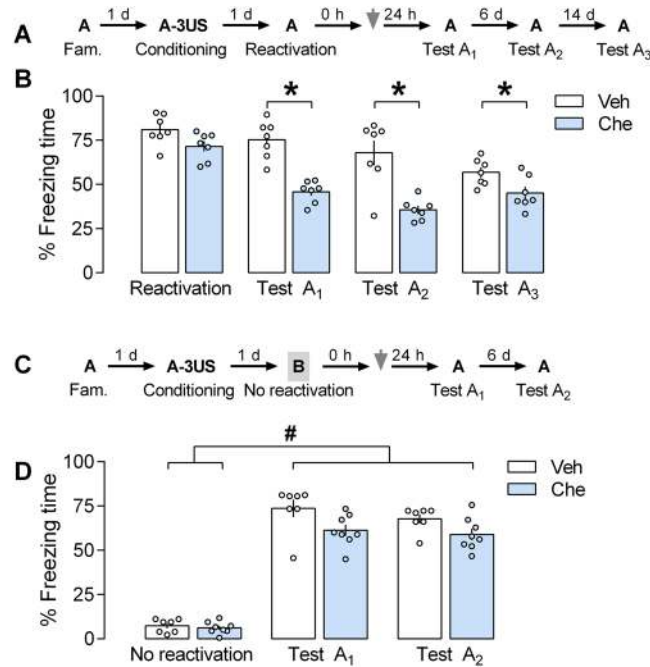 A
A 1 d A-3US 1 d A 0 h 24 h A 6 d A 14 d A
Fam. Conditioning Reactivation Test A₁ Test A₂ Test A₃
B
% Freezing time
100
75
50
25
0
* * *
Veh
Che
Reactivation Test A₁ Test A₂ Test A₃
C
A 1 d A-3US 1 d B 0 h 24 h A 6 d A
Fam. Conditioning No reactivation Test A₁ Test A₂
D
% Freezing time
100
75
50
25
0
#
Veh
Che
No reactivation Test A₁ Test A₂